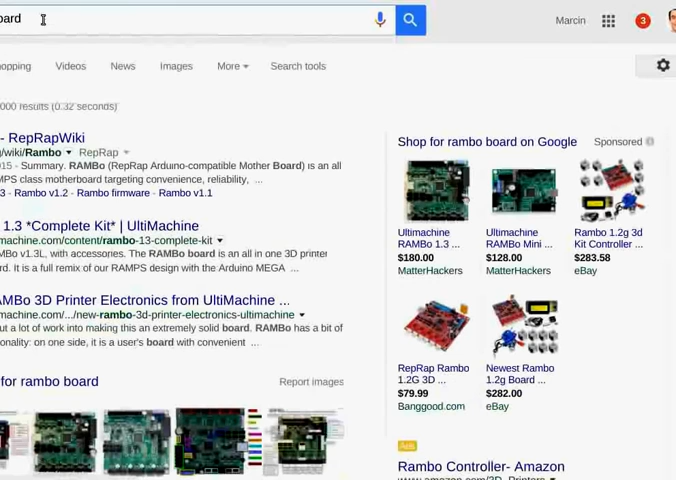 oard
Marcin
3
opping
Videos
News
Images
More
Search tools
000 results (0.32 seconds)
- RepRapWiki
/wiki/Rambo RepRap
015 - Summary. RAMBo (RepRap Arduino-compatible Mother Board) is an all
MPS class motherboard targeting convenience, reliability, ...
3 - Rambo v1.2 - Rambo firmware - Rambo v1.1
1.3 *Complete Kit* | UltiMachine
machine.com/content/rambo-13-complete-kit
MBo v1.3L, with accessories. The RAMBo board is an all in one 3D printer
rd. It is a full remix of our RAMPS design with the Arduino MEGA ...
AMBo 3D Printer Electronics from UltiMachine ...
machine.com/.../new-rambo-3d-printer-electronics-ultimachine
ut a lot of work into making this an extremely solid board. RAMBo has a bit of
onality: on one side, it is a user's board with convenient ...
for rambo board
Report images
Shop for rambo board on Google
Sponsored
Ultimachine
RAMBo 1.3 ...
$180.00
MatterHackers
Ultimachine
RAMBo Mini ...
$128.00
MatterHackers
Rambo 1.2g 3d
Kit Controller ...
$283.58
eBay
RepRap Rambo
1.2G 3D ...
$79.99
Banggood.com
Newest Rambo
1.2g Board ...
$282.00
eBay
Ads
Rambo Controller- Amazon
www.amazon.com/3D_Printers